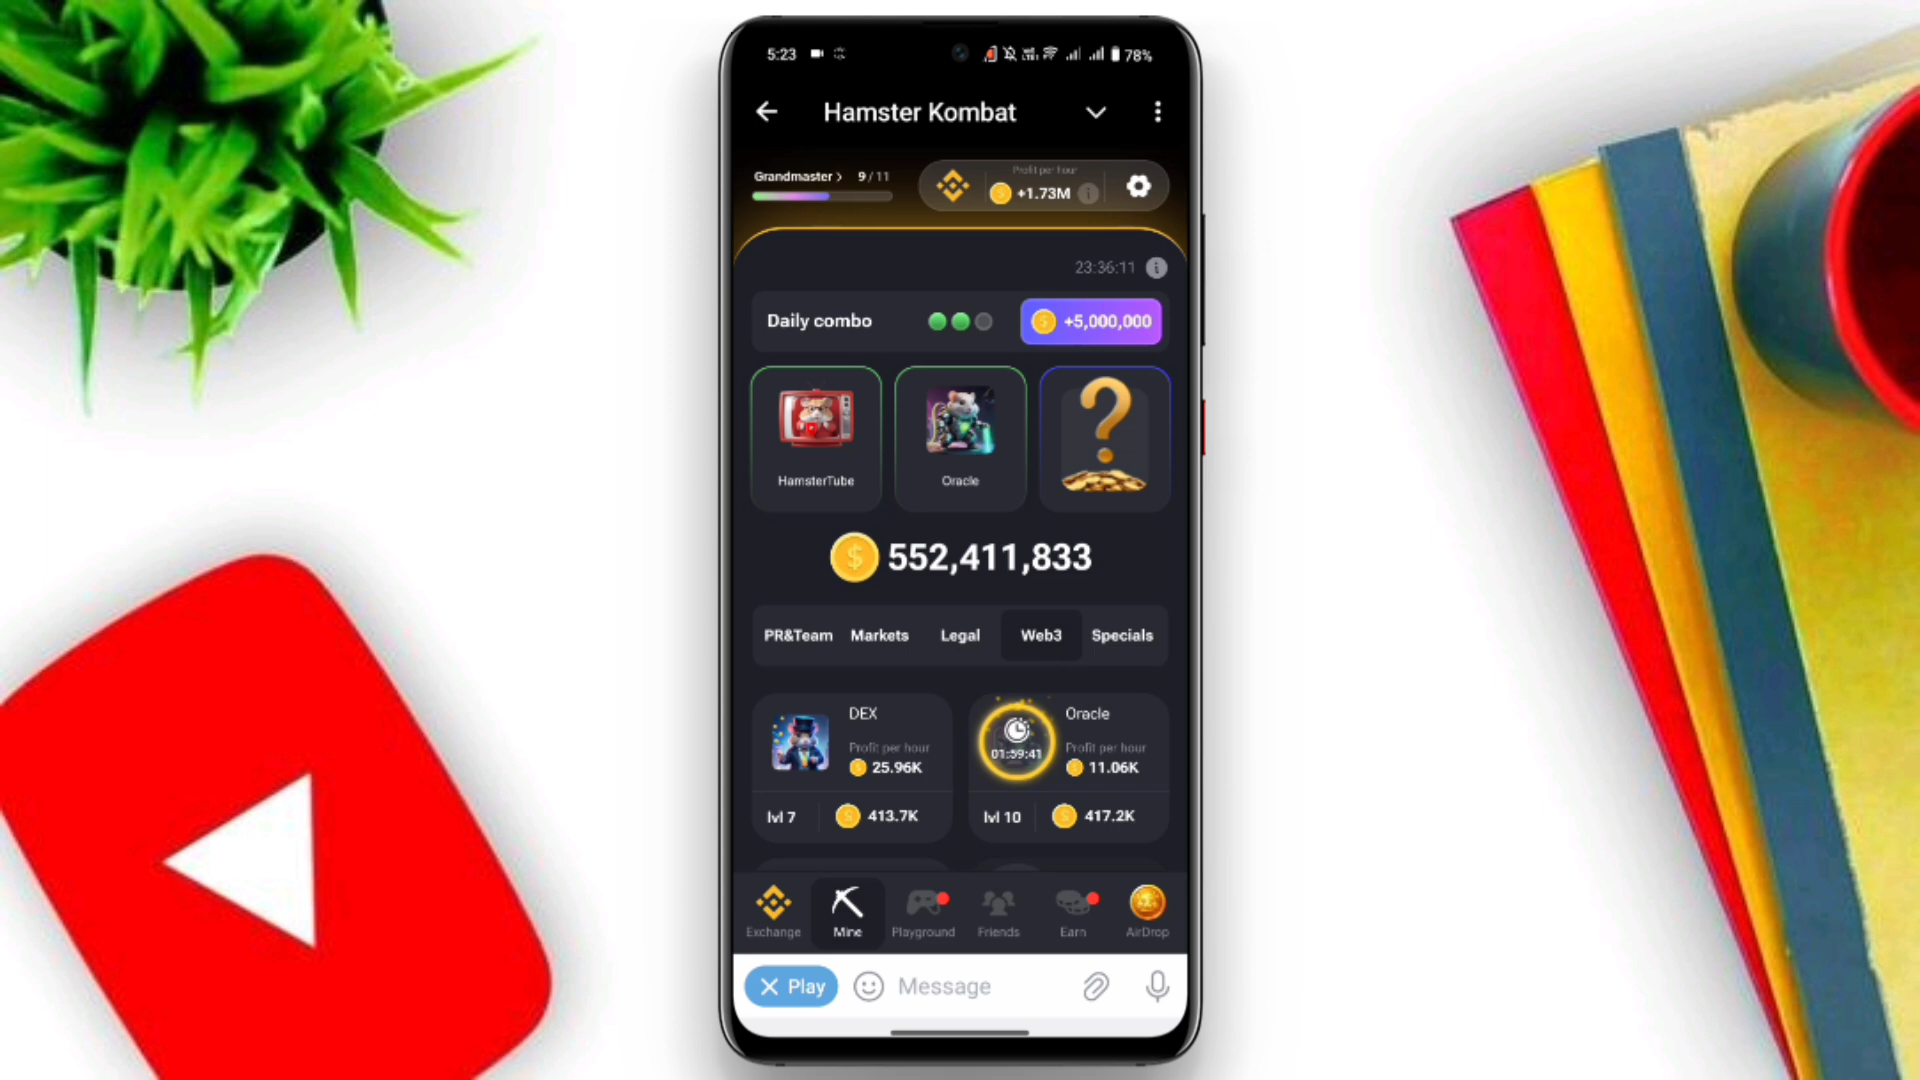 5:23
78%
Hamster Kombat
Grandmaster > 9 / 11
Profit per hour
+1.73M
23:36:11
Daily combo
+5,000,000
HamsterTube
Oracle
552,411,833
PR&Team Markets Legal Web3 Specials
DEX
Profit per hour
25.96K
lvl 7 413.7K
01:59:41
Oracle
Profit per hour
11.06K
lvl 10 417.2K
Exchange Mine Playground Friends Earn AirDrop
Play Message